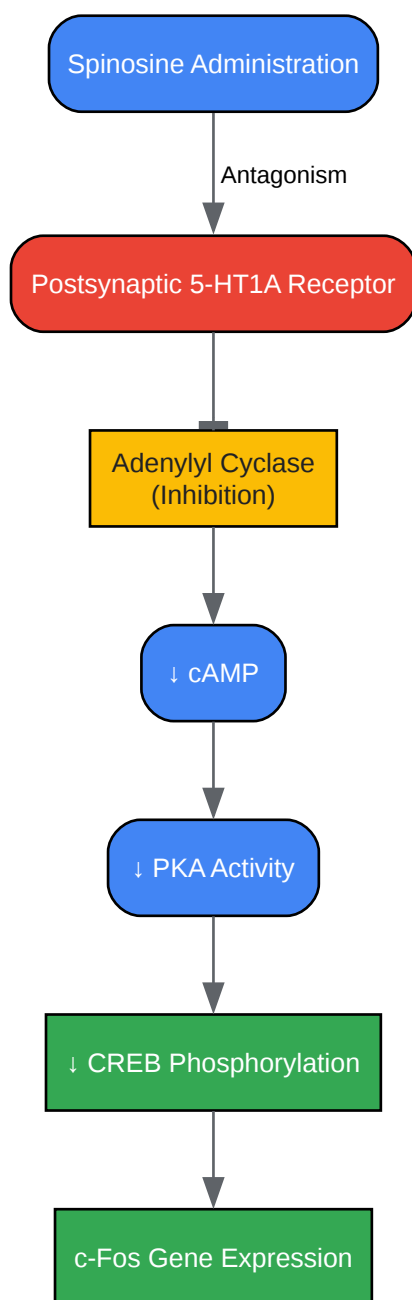 Spinosine Administration
Antagonism
Postsynaptic 5-HT1A Receptor
Adenylyl Cyclase
(Inhibition)
↓ cAMP
↓ PKA Activity
↓ CREB Phosphorylation
c-Fos Gene Expression